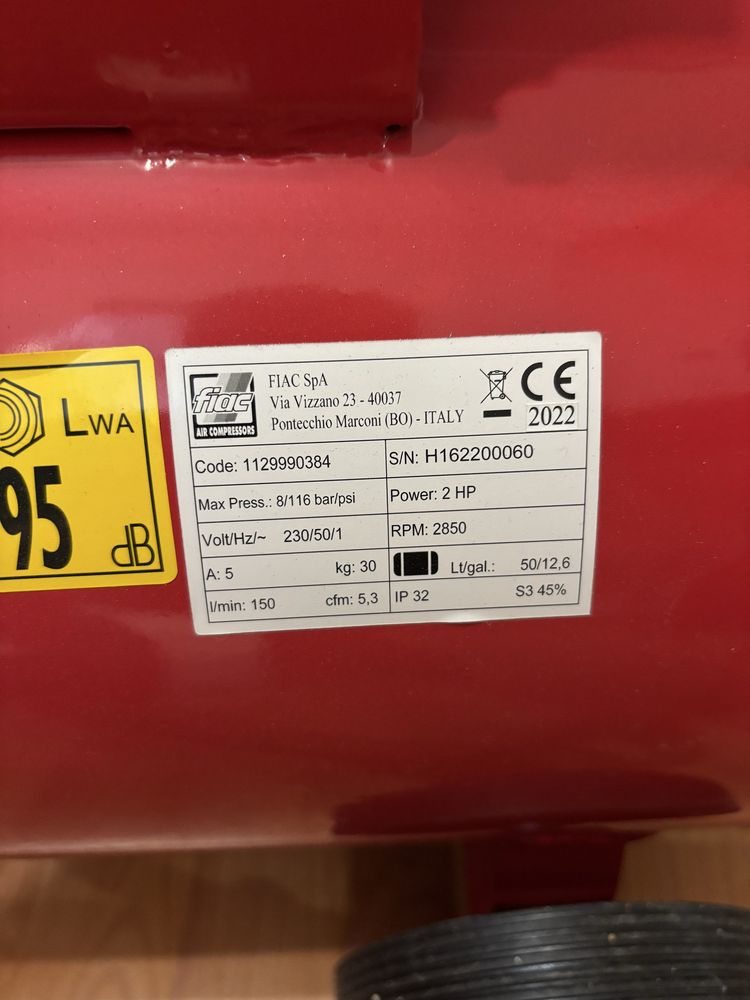 LWA
95
dB
fiac
AIR COMPRESSORS
FIAC SpA
Via Vizzano 23 - 40037
Pontecchio Marconi (BO) - ITALY
CE
2022
Code: 1129990384
S/N: H162200060
Max Press.: 8/116 bar/psi
Power: 2 HP
Volt/Hz/~ 230/50/1
RPM: 2850
A: 5 kg: 30
Lt/gal.: 50/12,6
l/min: 150 cfm: 5,3
IP 32 S3 45%